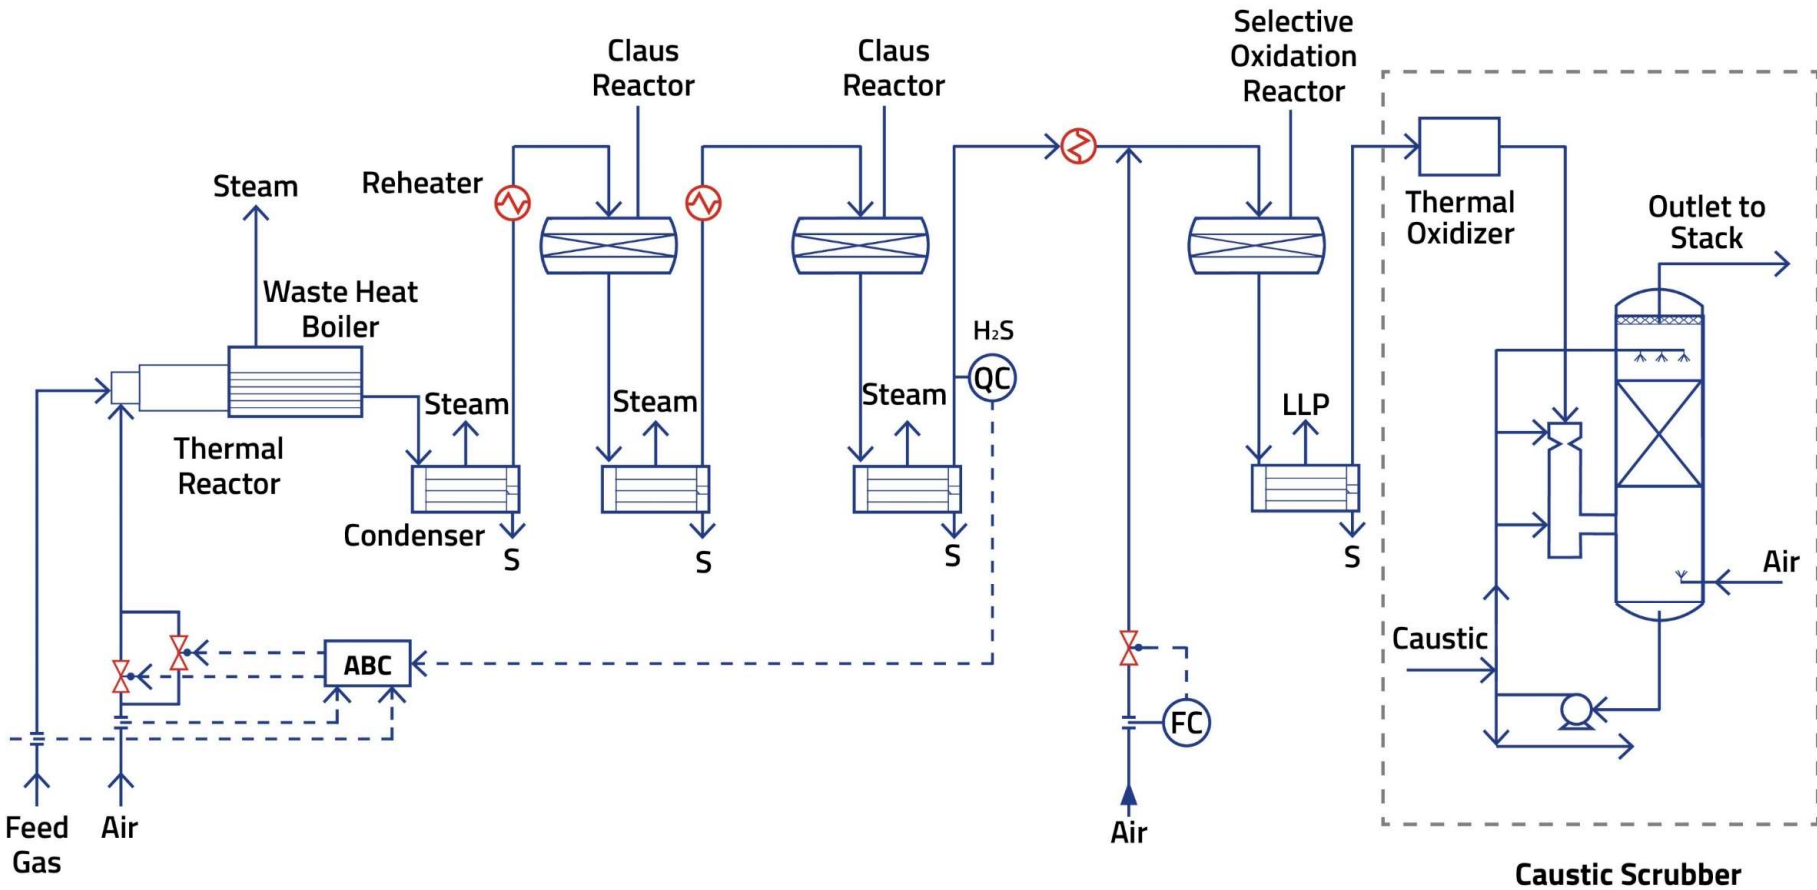 Claus
Reactor
Claus
Reactor
Selective
Oxidation
Reactor
Steam
Reheater
Thermal
Oxidizer
Outlet to
Stack
Waste Heat
Boiler
H₂S
QC
Steam
Steam
Steam
LLP
Thermal
Reactor
Condenser
S
S
S
S
Air
ABC
Caustic
FC
Feed
Gas
Air
Air
Caustic Scrubber